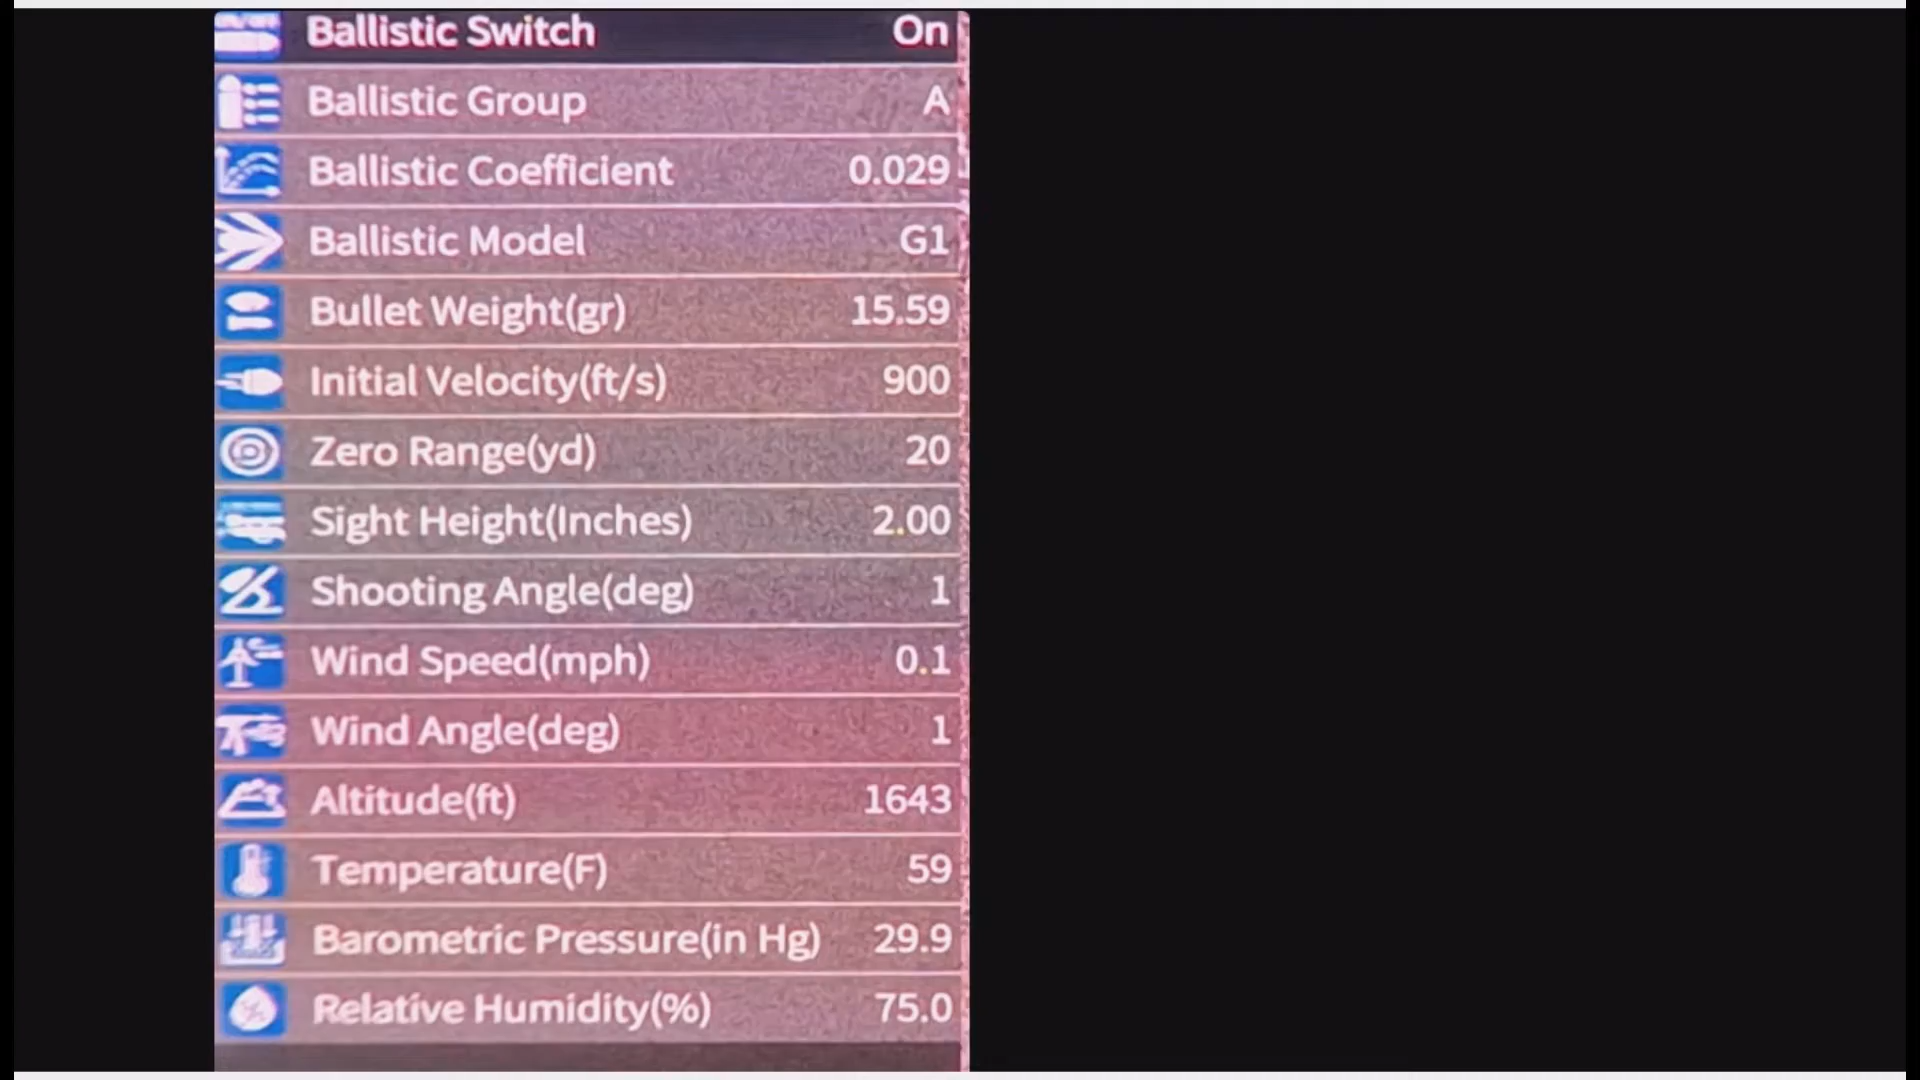 Ballistic Switch On
Ballistic Group A
Ballistic Coefficient 0.029
Ballistic Model G1
Bullet Weight(gr) 15.59
Initial Velocity(ft/s) 900
Zero Range(yd) 20
Sight Height(Inches) 2.00
Shooting Angle(deg) 1
Wind Speed(mph) 0.1
Wind Angle(deg) 1
Altitude(ft) 1643
Temperature(F) 59
Barometric Pressure(in Hg) 29.9
Relative Humidity(%) 75.0